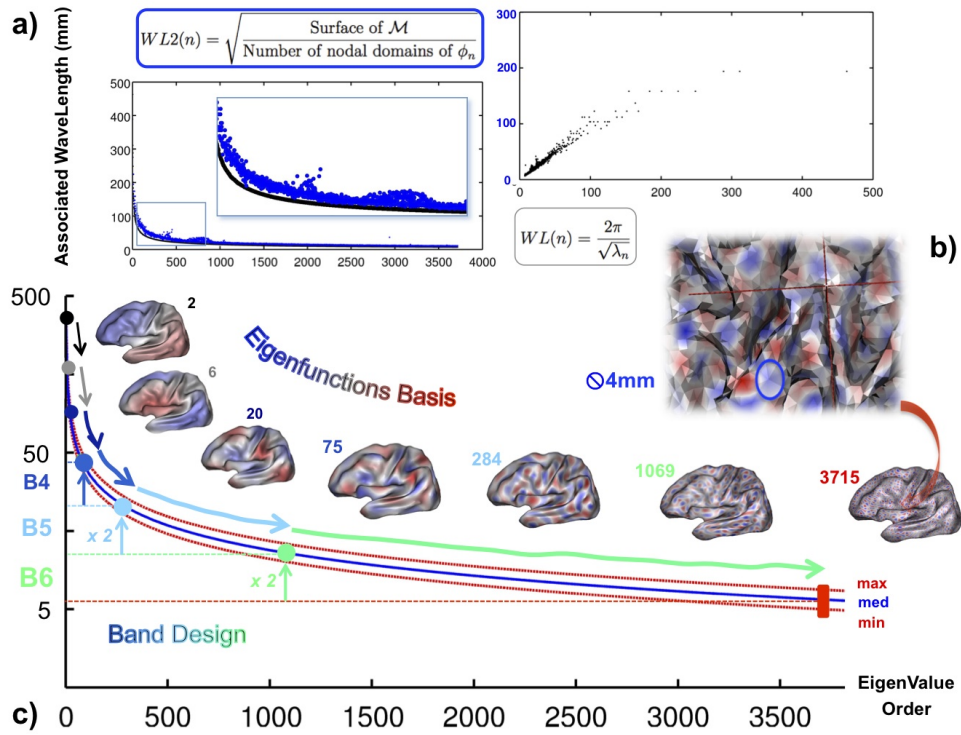 a)
Associated WaveLength (mm)
WL2(n) = √(Surface of M / Number of nodal domains of ϕn)
500
400
300
200
100
0
0 500 1000 1500 2000 2500 3000 3500 4000
300
200
100
0
0 100 200 300 400 500
WL(n) = 2π / √λn
b)
4mm
500
50
5
B4
B5
B6
x 2
x 2
2
6
20
75
284
1069
3715
Eigenfunctions Basis
Band Design
max
med
min
EigenValue
Order
c)
0 500 1000 1500 2000 2500 3000 3500